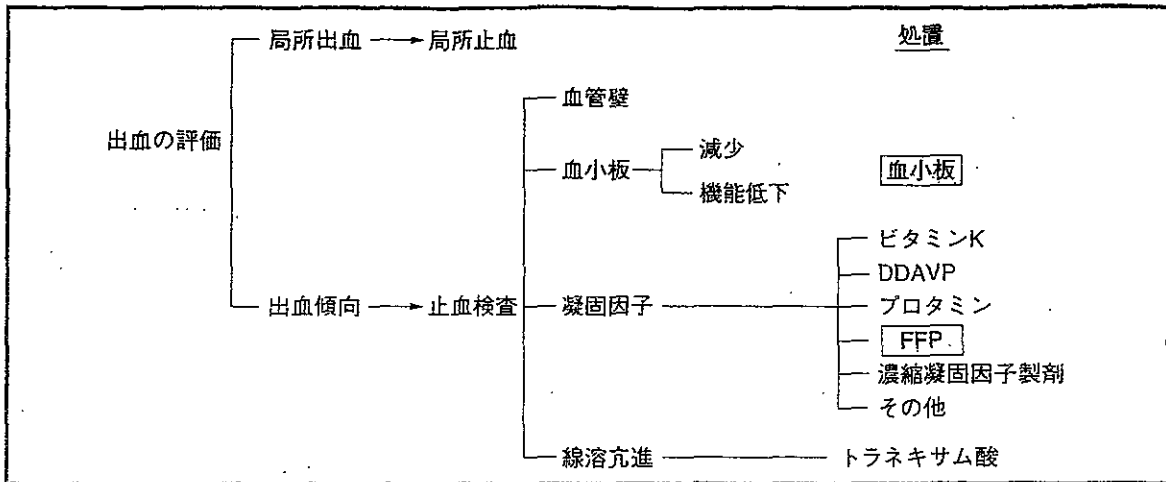 局所出血 局所止血 処置
血管壁
出血の評価
血小板 減少 血小板
機能低下
ビタミンK
DDAVP
出血傾向 止血検査 凝固因子 プロタミン
FFP
濃縮凝固因子製剤
その他
線溶亢進 トラネキサム酸